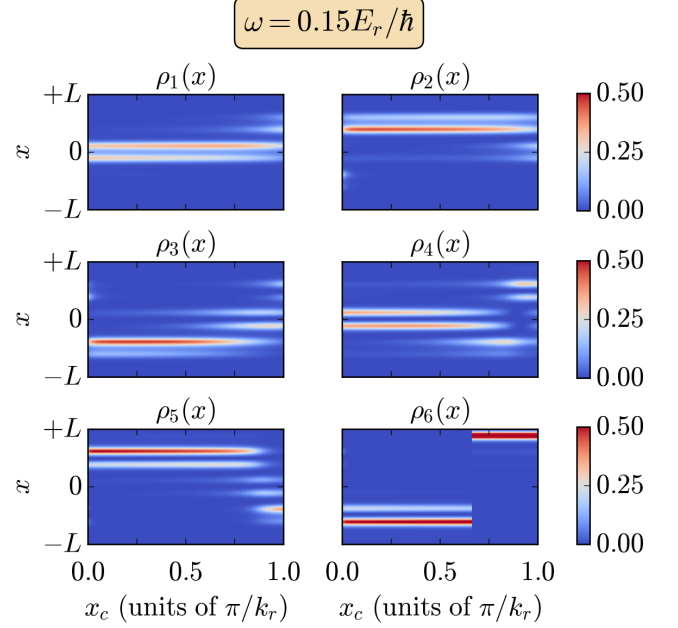 ω = 0.15E_r/ħ
ρ_1(x) ρ_2(x)
+L
x 0
−L
0.50
0.25
0.00
ρ_3(x) ρ_4(x)
+L
x 0
−L
0.50
0.25
0.00
ρ_5(x) ρ_6(x)
+L
x 0
−L
0.50
0.25
0.00
0.0 0.5 1.0 0.0 0.5 1.0
x_c (units of π/k_r) x_c (units of π/k_r)